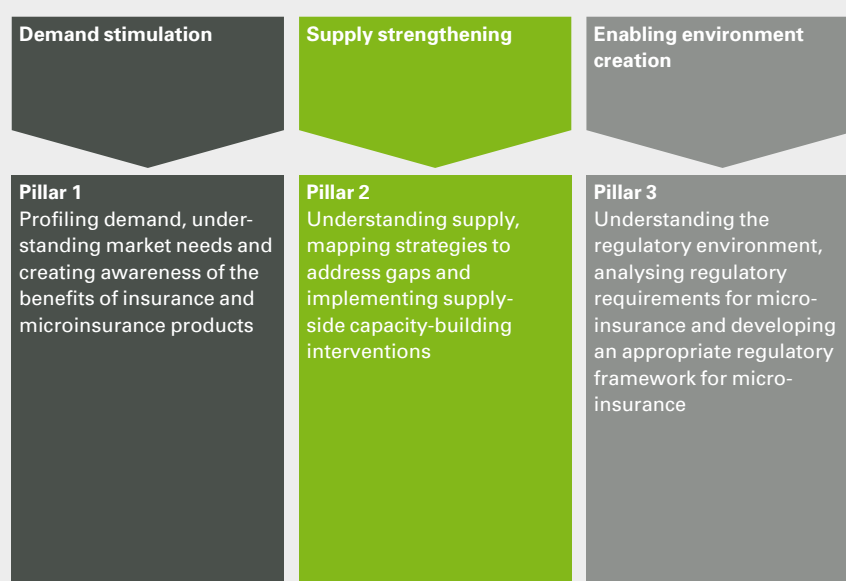 Demand stimulation
Supply strengthening
Enabling environment
creation
Pillar 1
Profiling demand, under-
standing market needs and
creating awareness of the
benefits of insurance and
microinsurance products
Pillar 2
Understanding supply,
mapping strategies to
address gaps and
implementing supply-
side capacity-building
interventions
Pillar 3
Understanding the
regulatory environment,
analysing regulatory
requirements for micro-
insurance and developing
an appropriate regulatory
framework for micro-
insurance